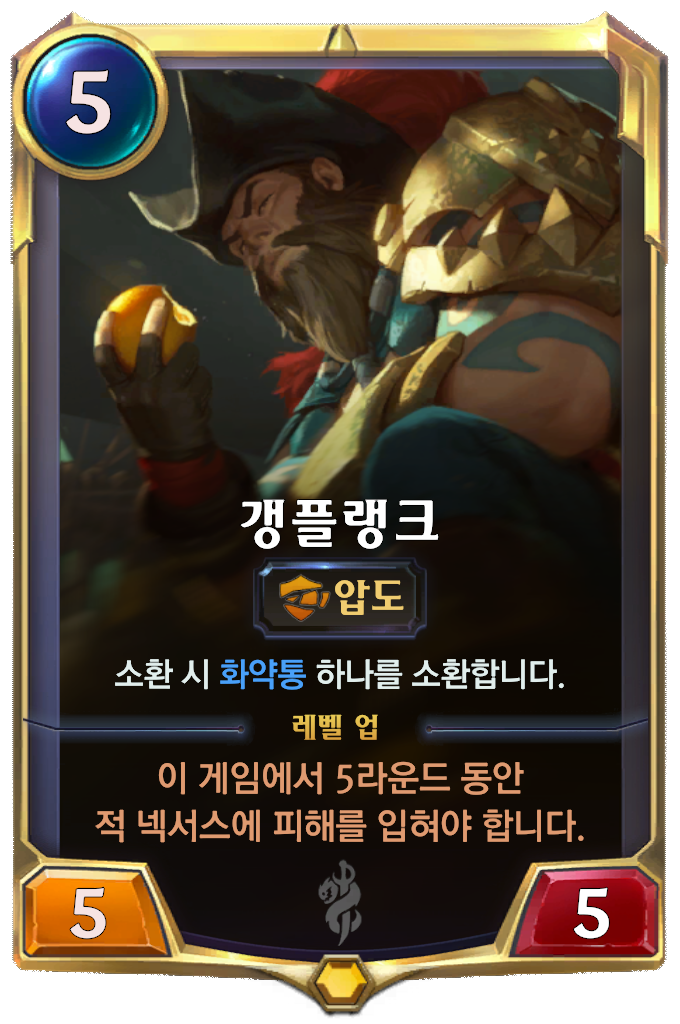 5
갱플랭크
압도
소환 시 화약통 하나를 소환합니다.
레벨 업
이 게임에서 5라운드 동안
적 넥서스에 피해를 입혀야 합니다.
5
5